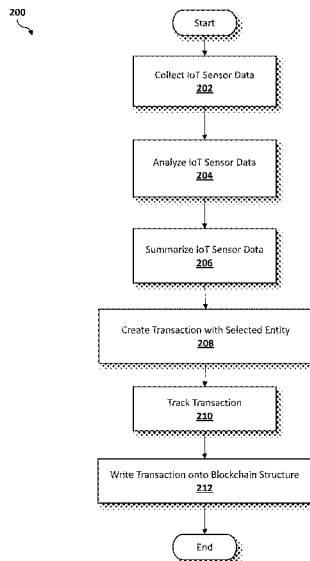 200
Start
Collect IoT Sensor Data
202
Analyze IoT Sensor Data
204
Summarize IoT Sensor Data
206
Create Transaction with Selected Entity
208
Track Transaction
210
Write Transaction onto Blockchain Structure
212
End